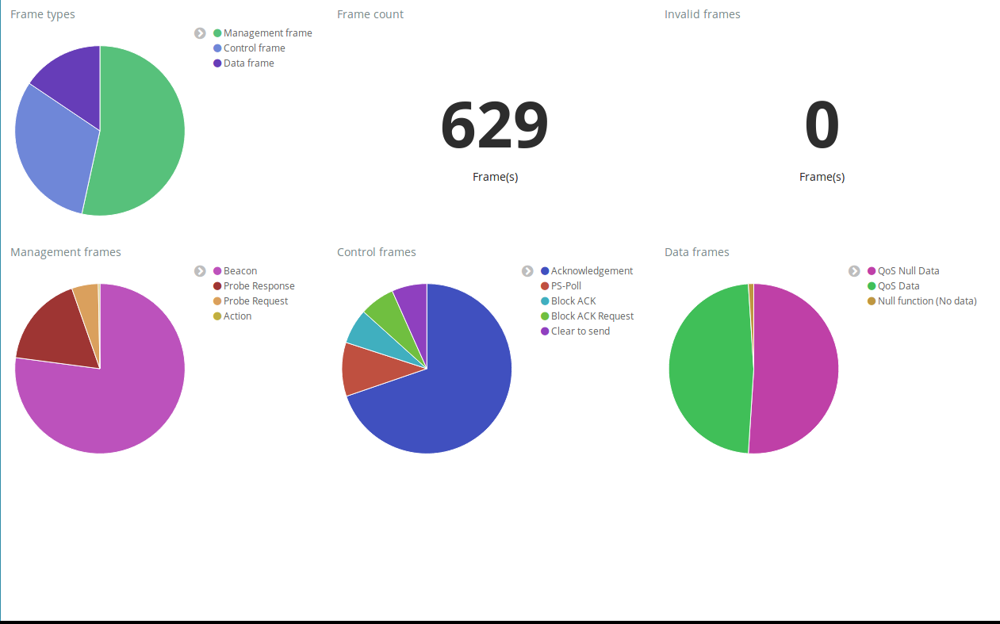 Frame types
Management frame
Control frame
Data frame
Frame count
629
Frame(s)
Invalid frames
0
Frame(s)
Management frames
Beacon
Probe Response
Probe Request
Action
Control frames
Acknowledgement
PS-Poll
Block ACK
Block ACK Request
Clear to send
Data frames
QoS Null Data
QoS Data
Null function (No data)